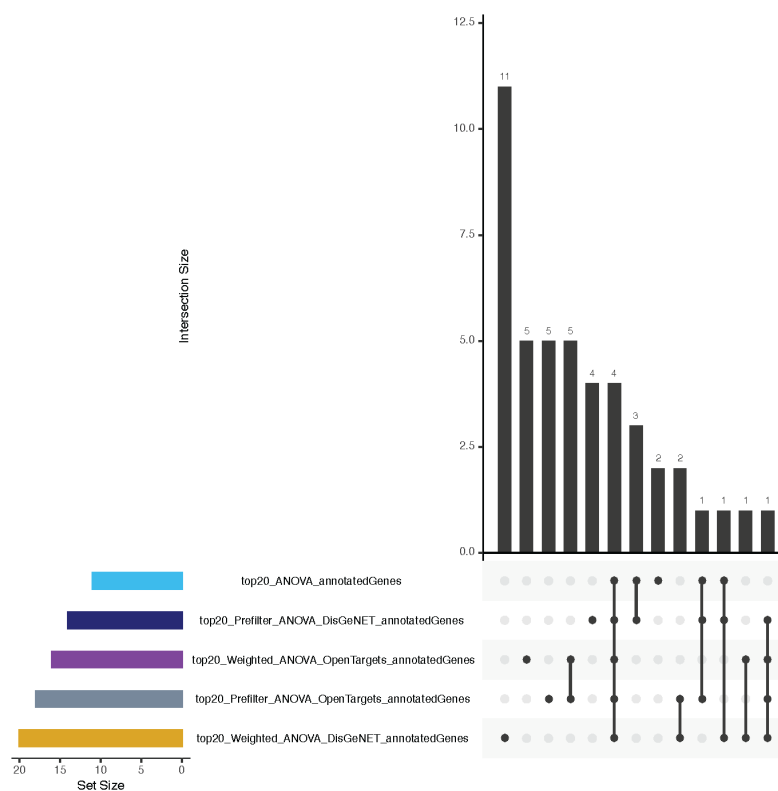 Intersection Size
12.5
10.0
7.5
5.0
2.5
0.0
11
5
5
5
4
4
3
2
2
1
1
1
1
top20_ANOVA_annotatedGenes
top20_Prefilter_ANOVA_DisGeNET_annotatedGenes
top20_Weighted_ANOVA_OpenTargets_annotatedGenes
top20_Prefilter_ANOVA_OpenTargets_annotatedGenes
top20_Weighted_ANOVA_DisGeNET_annotatedGenes
20 15 10 5 0
Set Size